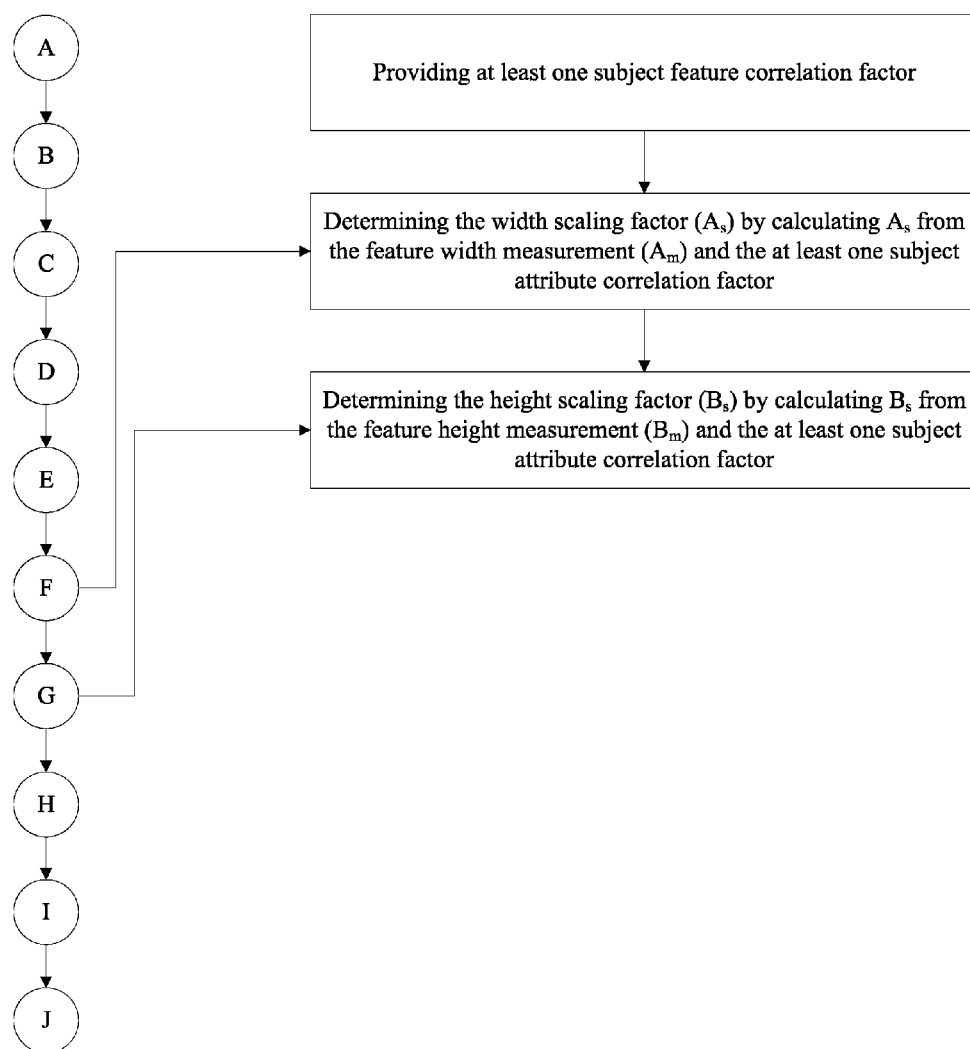 A
B
C
D
E
F
G
H
I
J
Providing at least one subject feature correlation factor
Determining the width scaling factor (Aₛ) by calculating Aₛ from
the feature width measurement (Aₘ) and the at least one subject
attribute correlation factor
Determining the height scaling factor (Bₛ) by calculating Bₛ from
the feature height measurement (Bₘ) and the at least one subject
attribute correlation factor